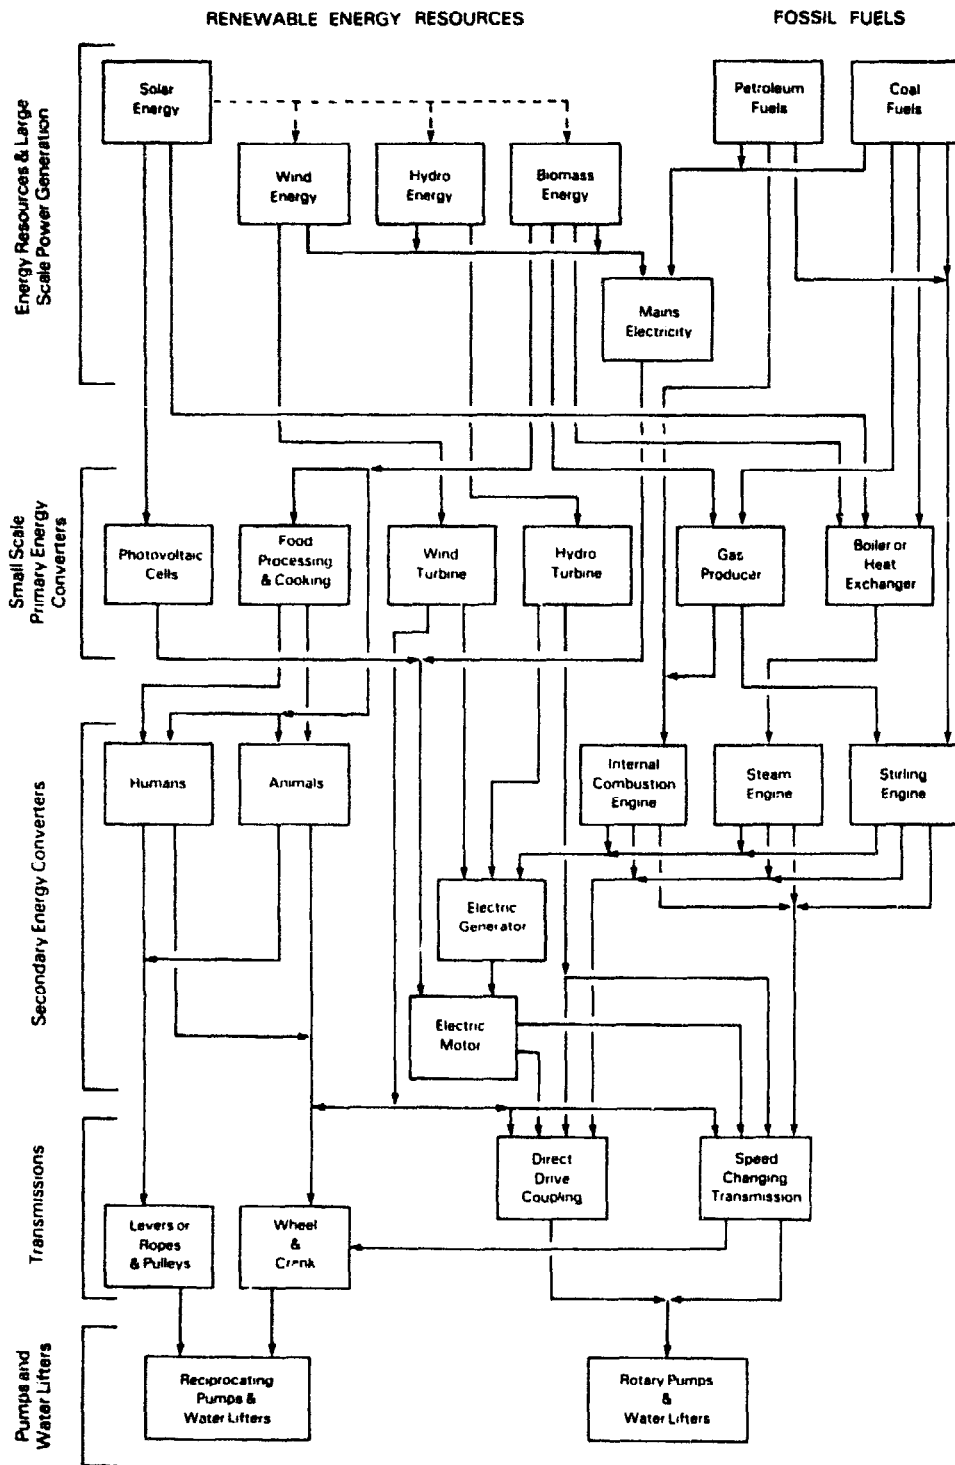 RENEWABLE ENERGY RESOURCES
FOSSIL FUELS
Energy Resources & Large
Scale Power Generation
Solar
Energy
Petroleum
Fuels
Coal
Fuels
Wind
Energy
Hydro
Energy
Biomass
Energy
Mains
Electricity
Small Scale
Primary Energy
Converters
Photovoltaic
Cells
Food
Processing
& Cooking
Wind
Turbine
Hydro
Turbine
Gas
Producer
Boiler or
Heat
Exchanger
Secondary Energy Converters
Humans
Animals
Internal
Combustion
Engine
Steam
Engine
Stirling
Engine
Electric
Generator
Electric
Motor
Transmissions
Direct
Drive
Coupling
Speed
Changing
Transmission
Levers or
Ropes
& Pulleys
Wheel
&
Crank
Pumps and
Water Lifters
Reciprocating
Pumps &
Water Lifters
Rotary Pumps
&
Water Lifters